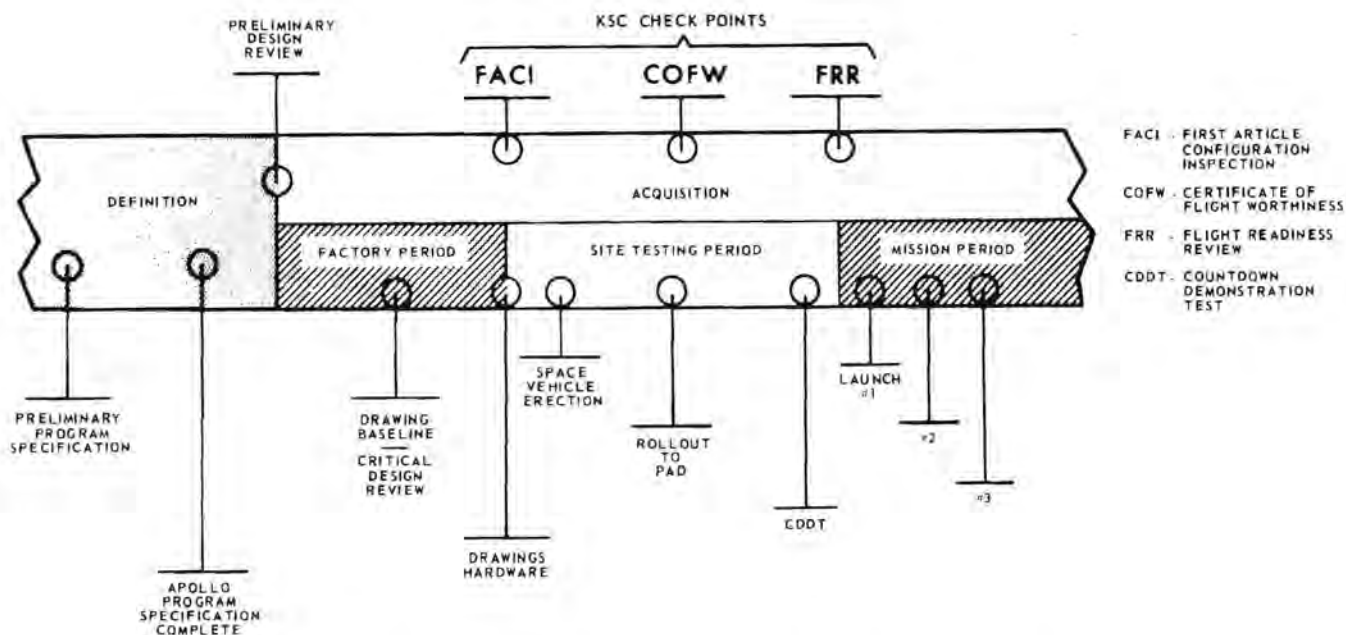 PRELIMINARY
DESIGN
REVIEW
KSC CHECK POINTS
FACI
COFW
FRR
DEFINITION
ACQUISITION
FACTORY PERIOD
SITE TESTING PERIOD
MISSION PERIOD
PRELIMINARY
PROGRAM
SPECIFICATION
APOLLO
PROGRAM
SPECIFICATION
COMPLETE
DRAWING
BASELINE
CRITICAL
DESIGN
REVIEW
DRAWINGS
HARDWARE
SPACE
VEHICLE
ERECTION
ROLLOUT
TO
PAD
CDDT
LAUNCH
#1
#2
#3
FACI - FIRST ARTICLE
CONFIGURATION
INSPECTION
COFW - CERTIFICATE OF
FLIGHT WORTHINESS
FRR - FLIGHT READINESS
REVIEW
CDDT - COUNTDOWN
DEMONSTRATION
TEST